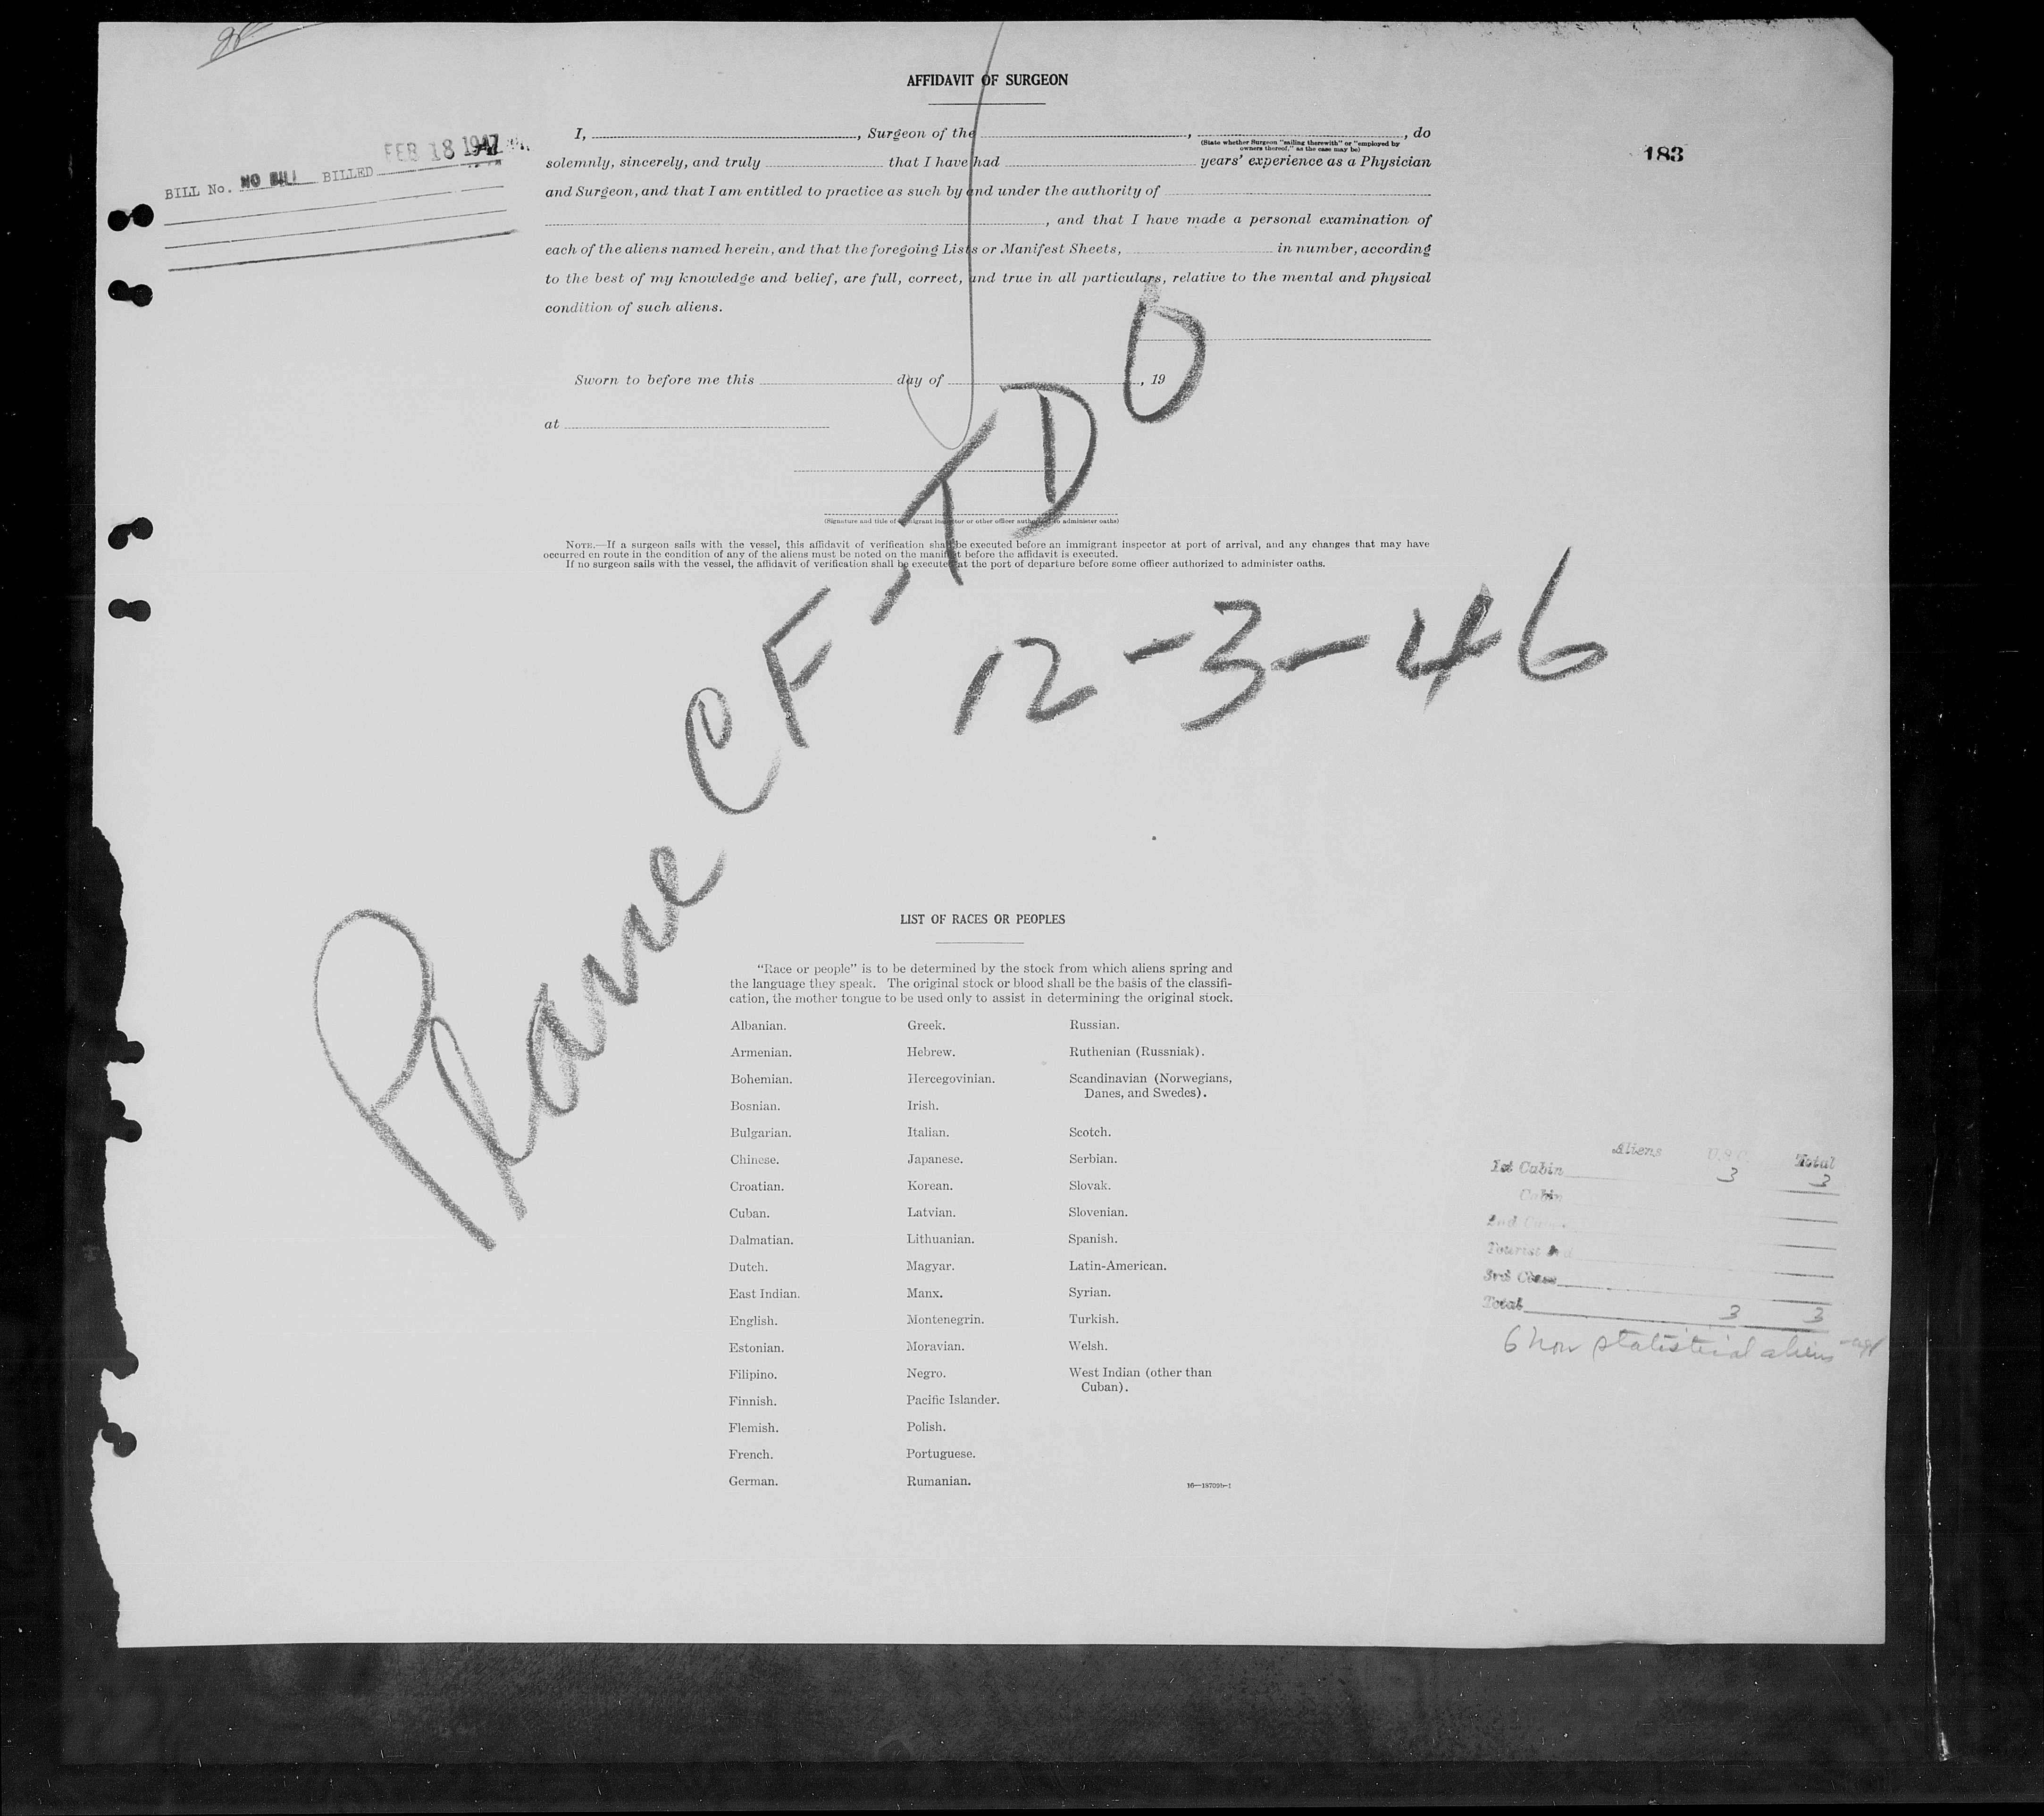 AFFIDAVIT OF SURGEON
I, , Surgeon of the , , do
(State whether Surgeon "sailing therewith" or "employed by
owners thereof," as the case may be)
solemnly, sincerely, and truly that I have had years' experience as a Physician
and Surgeon, and that I am entitled to practice as such by and under the authority of
, and that I have made a personal examination of
each of the aliens named herein, and that the foregoing Lists or Manifest Sheets, in number, according
to the best of my knowledge and belief, are full, correct, and true in all particulars, relative to the mental and physical
condition of such aliens.
183
FEB 18 1947
BILL No. NO BILL BILLED
Sworn to before me this day of , 19
at
(Signature and title of immigrant inspector or other officer authorized to administer oaths)
NOTE.—If a surgeon sails with the vessel, this affidavit of verification shall be executed before an immigrant inspector at port of arrival, and any changes that may have
occurred en route in the condition of any of the aliens must be noted on the manifest before the affidavit is executed.
If no surgeon sails with the vessel, the affidavit of verification shall be executed at the port of departure before some officer authorized to administer oaths.
Plane CF-TDO
12-3-46
LIST OF RACES OR PEOPLES
"Race or people" is to be determined by the stock from which aliens spring and
the language they speak. The original stock or blood shall be the basis of the classifi-
cation, the mother tongue to be used only to assist in determining the original stock.
Albanian.
Armenian.
Bohemian.
Bosnian.
Bulgarian.
Chinese.
Croatian.
Cuban.
Dalmatian.
Dutch.
East Indian.
English.
Estonian.
Filipino.
Finnish.
Flemish.
French.
German.
Greek.
Hebrew.
Hercegovinian.
Irish.
Italian.
Japanese.
Korean.
Latvian.
Lithuanian.
Magyar.
Manx.
Montenegrin.
Moravian.
Negro.
Pacific Islander.
Polish.
Portuguese.
Rumanian.
Russian.
Ruthenian (Russniak).
Scandinavian (Norwegians,
Danes, and Swedes).
Scotch.
Serbian.
Slovak.
Slovenian.
Spanish.
Latin-American.
Syrian.
Turkish.
Welsh.
West Indian (other than
Cuban).
16—18709b-1
Aliens U.S.C. Total
1st Cabin 3 3
Cabin
2nd Cabin
Tourist 3rd
3rd Class
Total 3 3
6 non statistical aliens